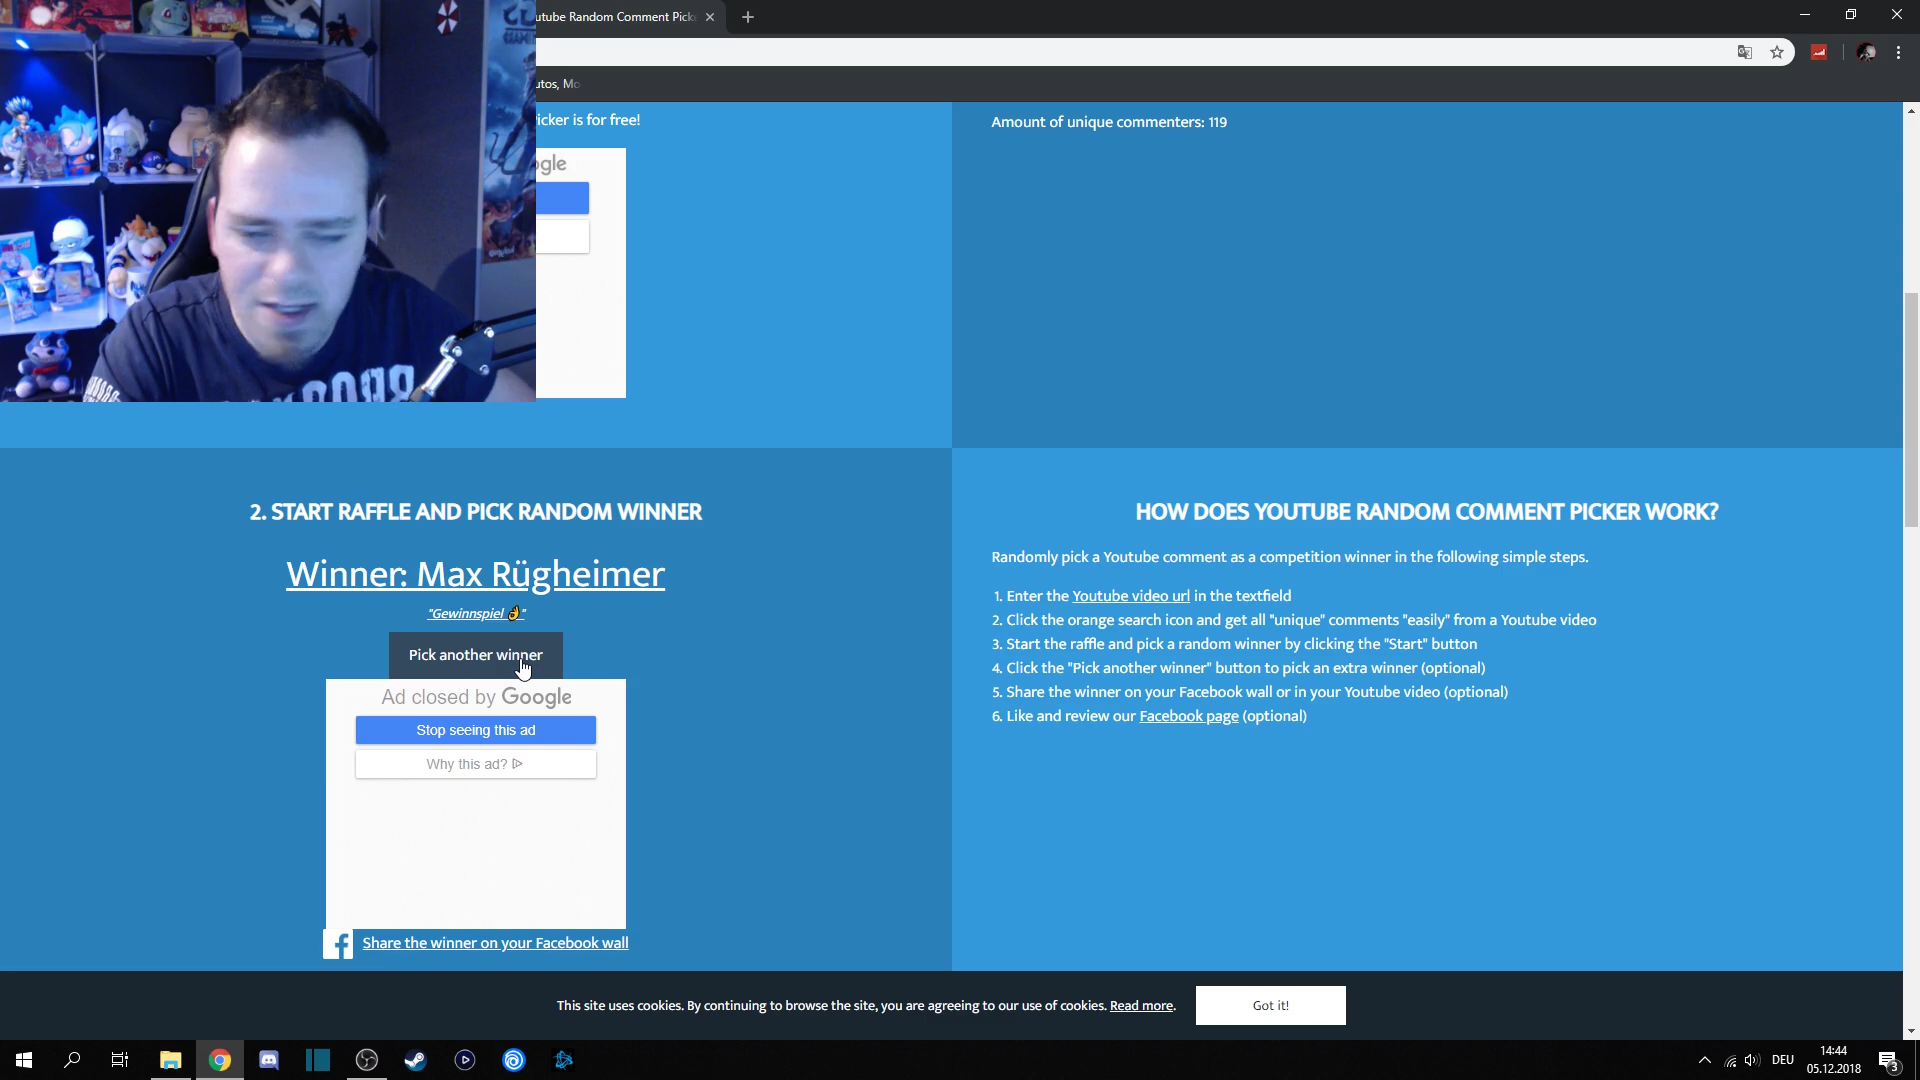 utube Random Comment Pick
utos, Mo
icker is for free!
ogle
Amount of unique commenters: 119
2. START RAFFLE AND PICK RANDOM WINNER
Winner: Max Rügheimer
"Gewinnspiel 👌"
Pick another winner
Ad closed by Google
Stop seeing this ad
Why this ad?
Share the winner on your Facebook wall
HOW DOES YOUTUBE RANDOM COMMENT PICKER WORK?
Randomly pick a Youtube comment as a competition winner in the following simple steps.
1. Enter the Youtube video url in the textfield
2. Click the orange search icon and get all "unique" comments "easily" from a Youtube video
3. Start the raffle and pick a random winner by clicking the "Start" button
4. Click the "Pick another winner" button to pick an extra winner (optional)
5. Share the winner on your Facebook wall or in your Youtube video (optional)
6. Like and review our Facebook page (optional)
This site uses cookies. By continuing to browse the site, you are agreeing to our use of cookies. Read more.
Got it!
DEU
14:44
05.12.2018
3